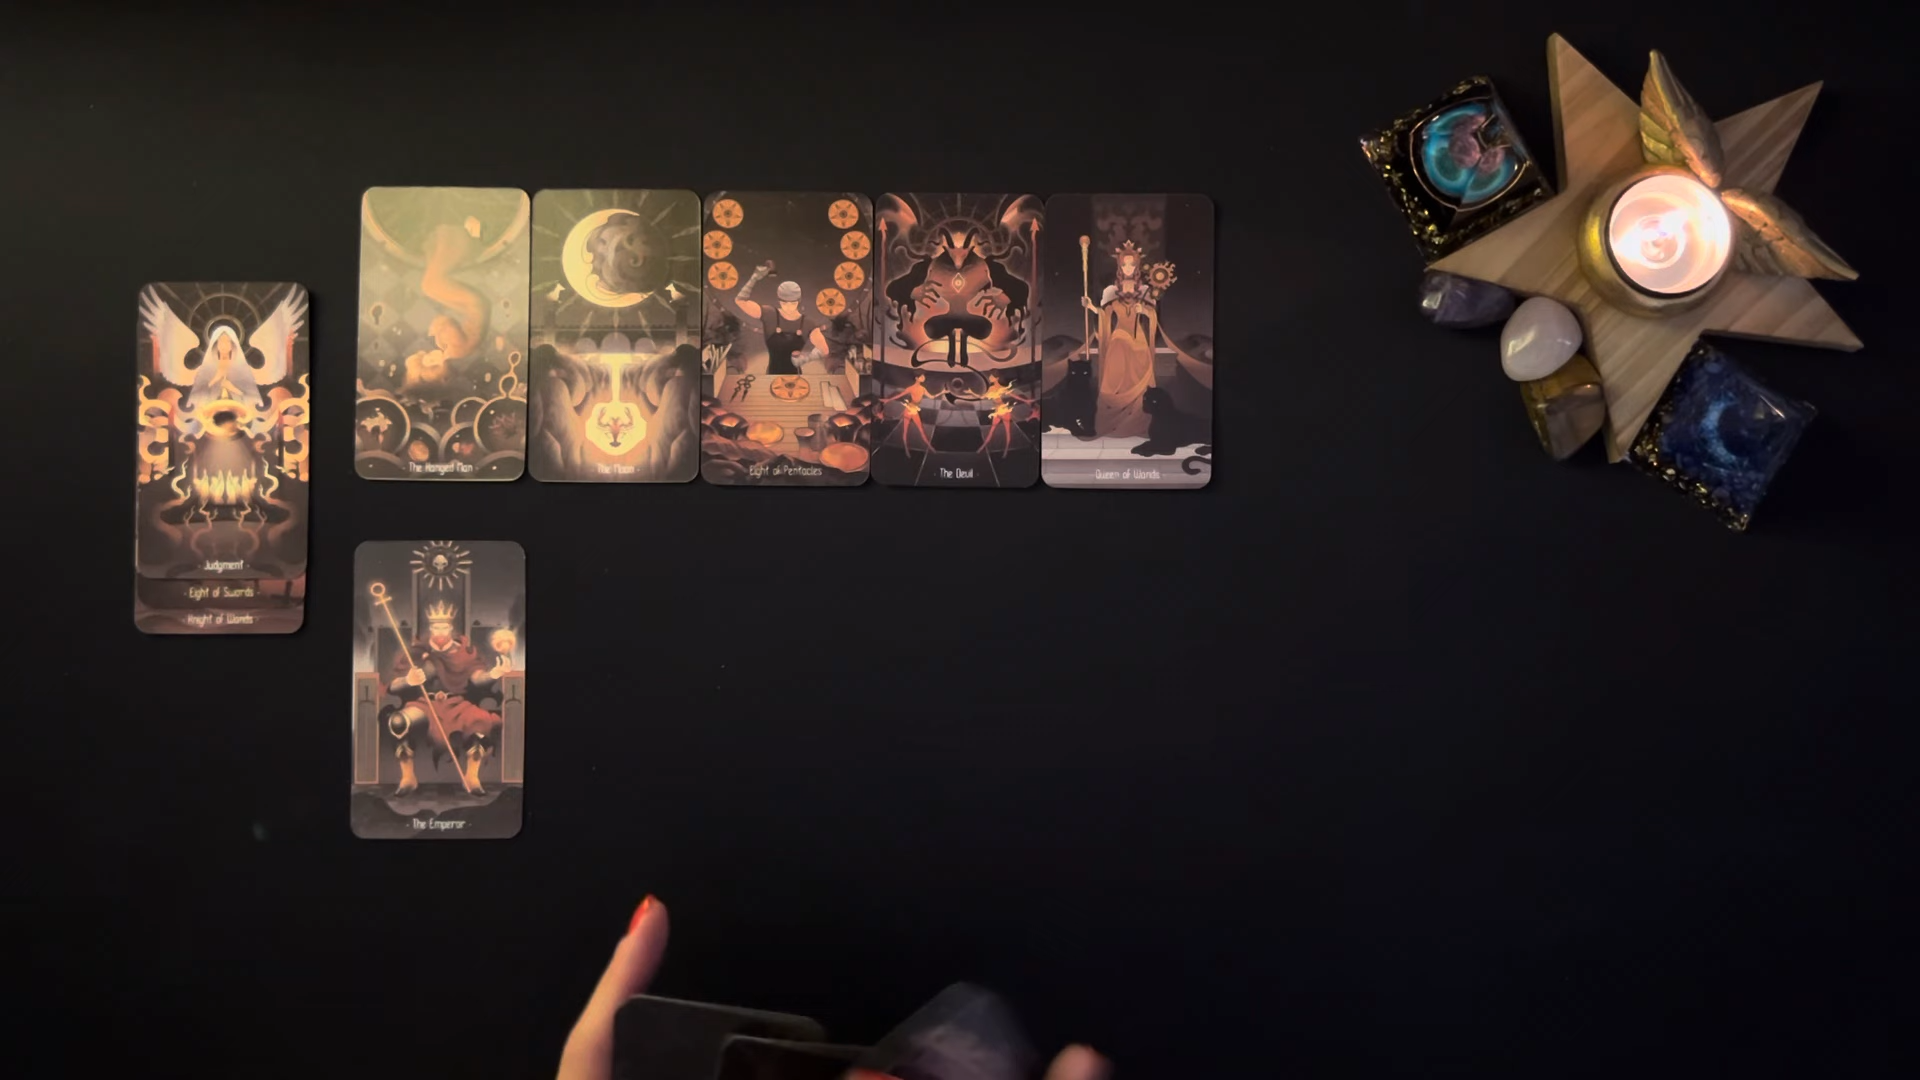 - The Hanged Man -
- The Moon -
Eight of Pentacles
- The Devil -
- Queen of Wands -
- Judgment -
- Eight of Swords -
- Knight of Wands -
- The Emperor -